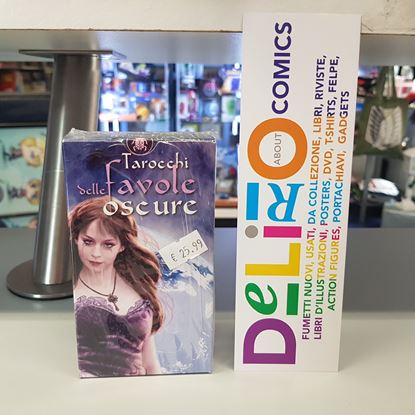 Tarocchi
delle favole
oscure
€ 25.99
DELIRIO
ABOUT
COMICS
FUMETTI NUOVI, USATI, DA COLLEZIONE, LIBRI, RIVISTE,
LIBRI D'ILLUSTRAZIONI, POSTERS, DVD, T-SHIRTS, FELPE,
ACTION FIGURES, PORTACHIAVI, GADGETS